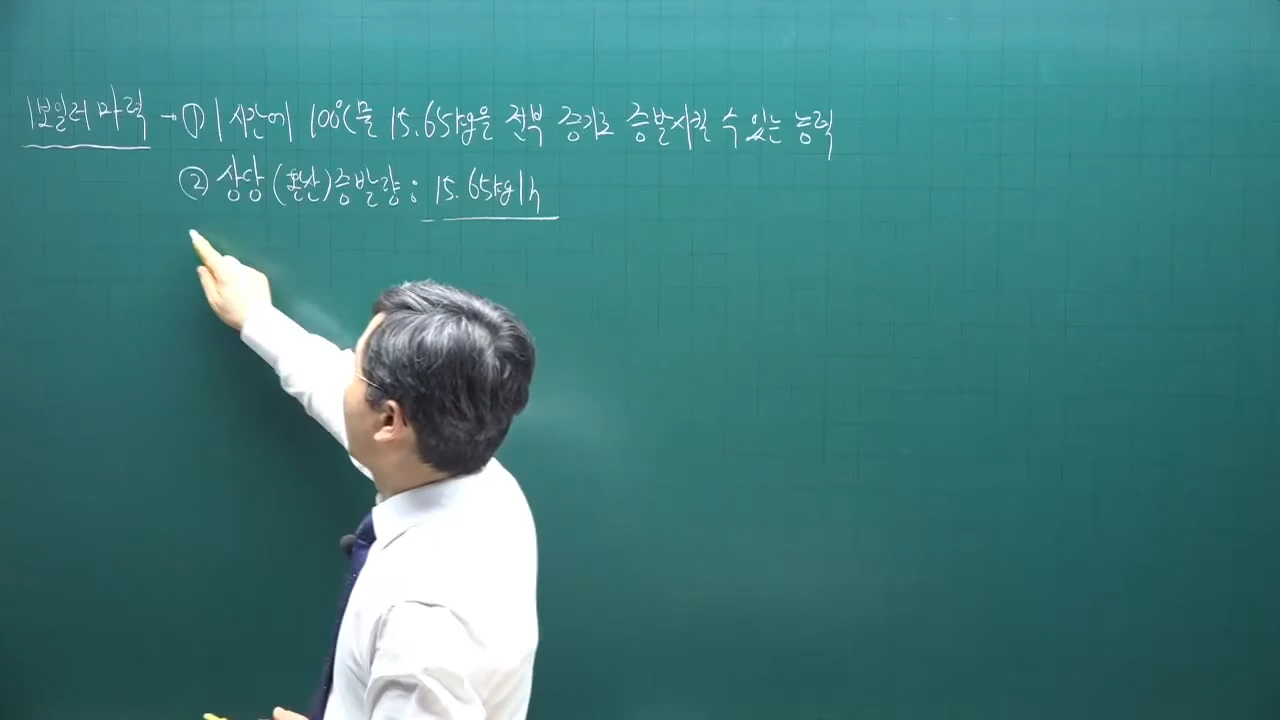 1보일러 마력 → ① 1시간에 100℃물 15.65kg을 전부 증기로 증발시킬 수 있는 능력
② 상당(환산)증발량 : 15.65kg/h